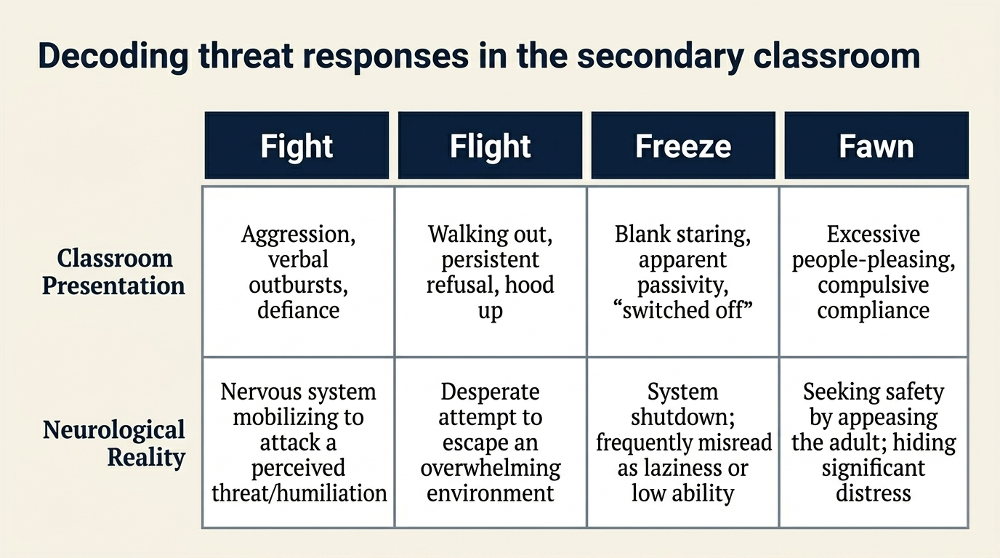 Decoding threat responses in the secondary classroom
Fight
Flight
Freeze
Fawn
Classroom
Presentation
Aggression,
verbal
outbursts,
defiance
Walking out,
persistent
refusal, hood
up
Blank staring,
apparent
passivity,
“switched off”
Excessive
people-pleasing,
compulsive
compliance
Neurological
Reality
Nervous system
mobilizing to
attack a
perceived
threat/humiliation
Desperate
attempt to
escape an
overwhelming
environment
System
shutdown;
frequently misread
as laziness or
low ability
Seeking safety
by appeasing
the adult; hiding
significant
distress